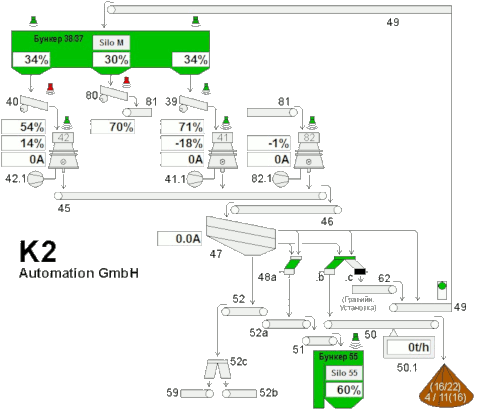 49
Бункер 38/37
Silo M
34%
30%
34%
40
80
81
39
81
54%
42
70%
71%
41
82
14%
-18%
-1%
0A
0A
0A
42.1
41.1
82.1
45
46
0.0A
47
K2
Automation GmbH
48a
.b
.c
62
(Гравийн.
Установка)
49
52
52a
50
51
0t/h
50.1
Бункер 55
Silo 55
60%
52c
59
52b
(16/22)
4 / 11(16)